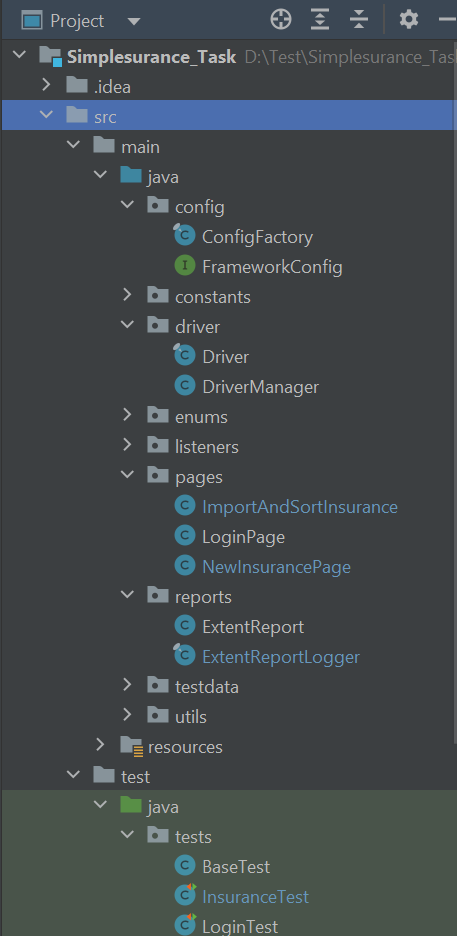 Project
Simplesurance_Task D:\Test\Simplesurance_Tas
.idea
src
main
java
config
ConfigFactory
FrameworkConfig
constants
driver
Driver
DriverManager
enums
listeners
pages
ImportAndSortInsurance
LoginPage
NewInsurancePage
reports
ExtentReport
ExtentReportLogger
testdata
utils
resources
test
java
tests
BaseTest
InsuranceTest
LoginTest